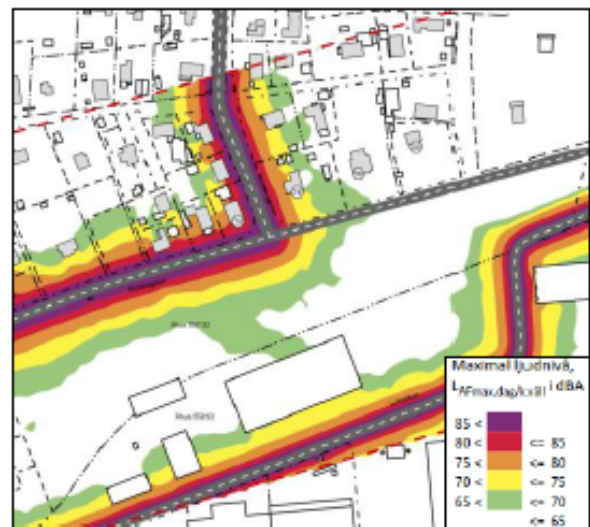 Maximal ljudnivå,
LAFmax,dag/kväll i dBA
85 <
80 < <= 85
75 < <= 80
70 < <= 75
65 < <= 70
<= 65